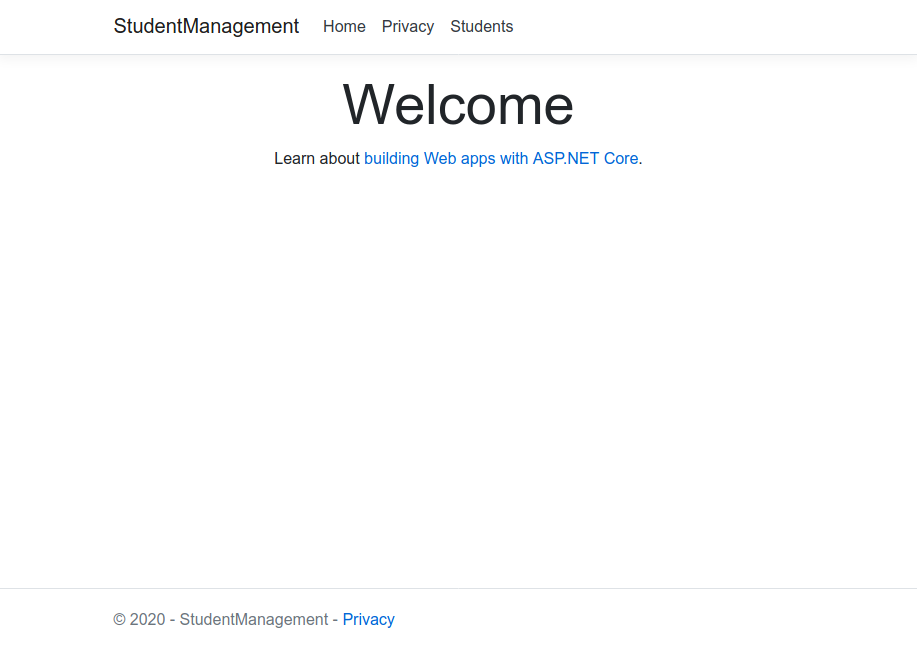 StudentManagement Home Privacy Students
Welcome
Learn about building Web apps with ASP.NET Core.
© 2020 - StudentManagement - Privacy